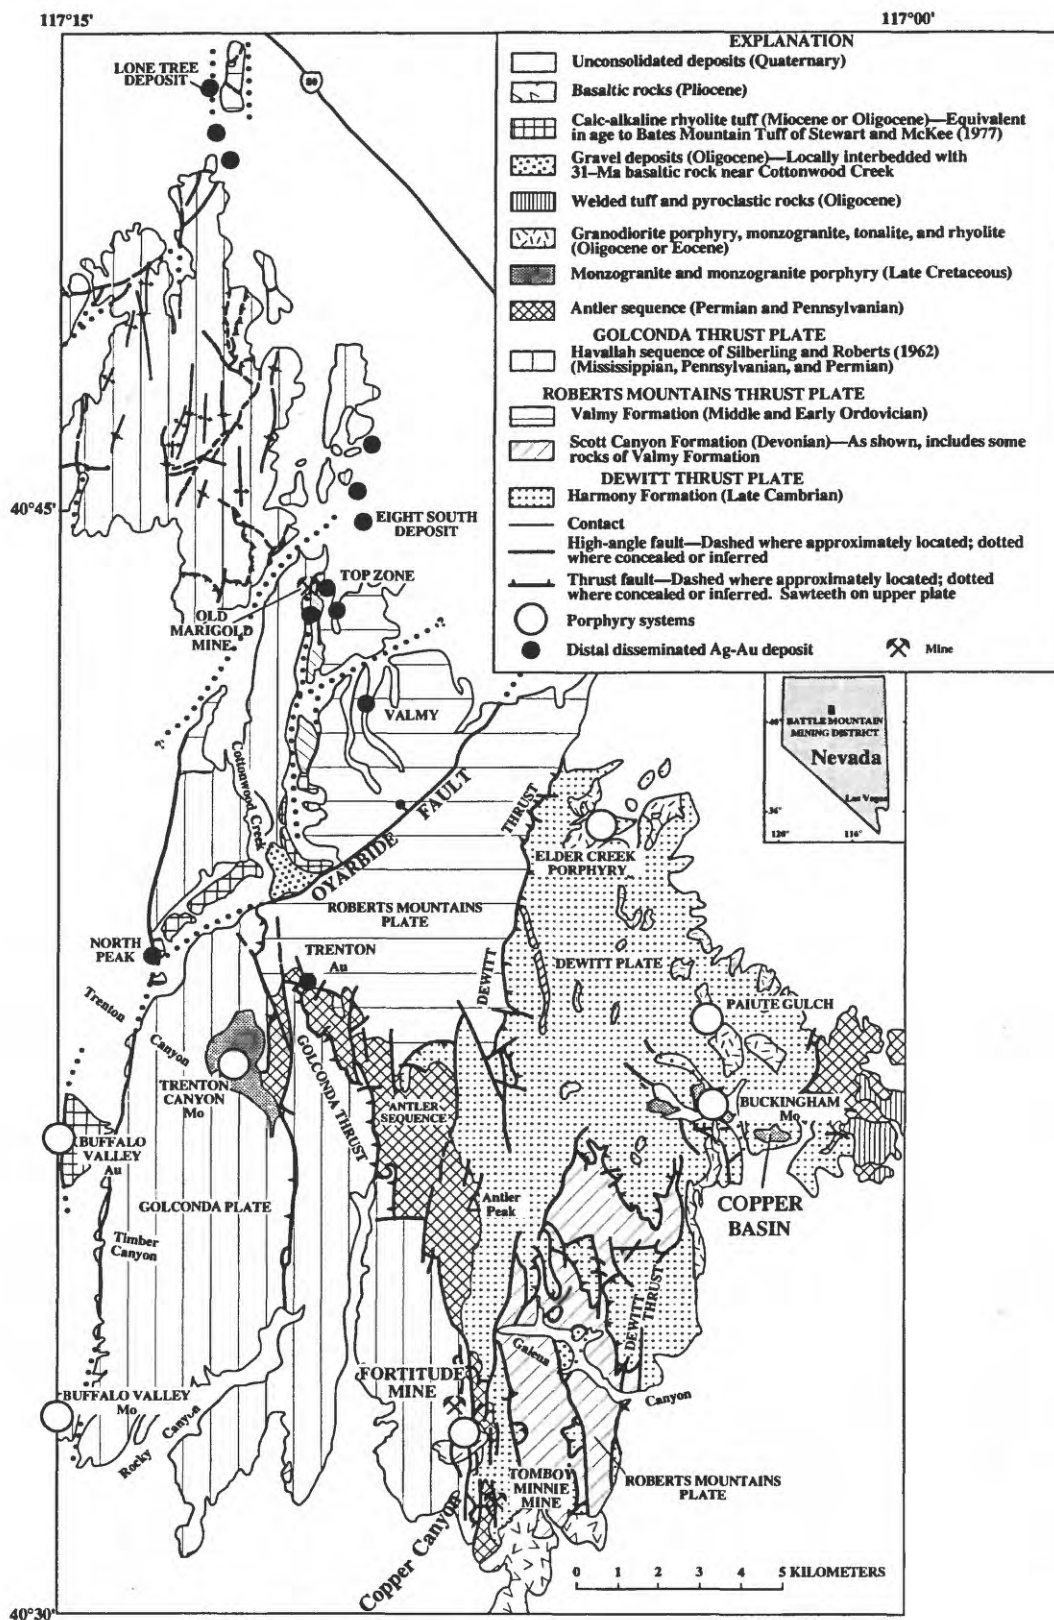 117°15'
117°00'
EXPLANATION
Unconsolidated deposits (Quaternary)
Basaltic rocks (Pliocene)
Calc-alkaline rhyolite tuff (Miocene or Oligocene)—Equivalent
in age to Bates Mountain Tuff of Stewart and McKee (1977)
Gravel deposits (Oligocene)—Locally interbedded with
31–Ma basaltic rock near Cottonwood Creek
Welded tuff and pyroclastic rocks (Oligocene)
Granodiorite porphyry, monzogranite, tonalite, and rhyolite
(Oligocene or Eocene)
Monzogranite and monzogranite porphyry (Late Cretaceous)
Antler sequence (Permian and Pennsylvanian)
GOLCONDA THRUST PLATE
Havallah sequence of Silberling and Roberts (1962)
(Mississippian, Pennsylvanian, and Permian)
ROBERTS MOUNTAINS THRUST PLATE
Valmy Formation (Middle and Early Ordovician)
Scott Canyon Formation (Devonian)—As shown, includes some
rocks of Valmy Formation
DEWITT THRUST PLATE
Harmony Formation (Late Cambrian)
Contact
High-angle fault—Dashed where approximately located; dotted
where concealed or inferred
Thrust fault—Dashed where approximately located; dotted
where concealed or inferred. Sawteeth on upper plate
Porphyry systems
Distal disseminated Ag-Au deposit
Mine
LONE TREE
DEPOSIT
80
40°45'
EIGHT SOUTH
DEPOSIT
TOP ZONE
OLD
MARIGOLD
MINE
VALMY
?
?
Cottonwood Creek
OYARBIDE FAULT
THRUST
DEWITT
40°
BATTLE MOUNTAIN
MINING DISTRICT
Nevada
Las Vegas
36°
120°
116°
ELDER CREEK
PORPHYRY
ROBERTS MOUNTAINS
PLATE
NORTH
PEAK
TRENTON
Au
DEWITT PLATE
Trenton
Canyon
PAIUTE GULCH
TRENTON
CANYON
Mo
GOLCONDA THRUST
ANTLER
SEQUENCE
BUCKINGHAM
Mo
BUFFALO
VALLEY
Au
GOLCONDA PLATE
Antler
Peak
COPPER
BASIN
Timber
Canyon
DEWITT
THRUST
Galena
Canyon
FORTITUDE
MINE
BUFFALO VALLEY
Mo
Rocky Canyon
TOMBOY
MINNIE
MINE
ROBERTS MOUNTAINS
PLATE
Copper Canyon
0 1 2 3 4 5 KILOMETERS
40°30'